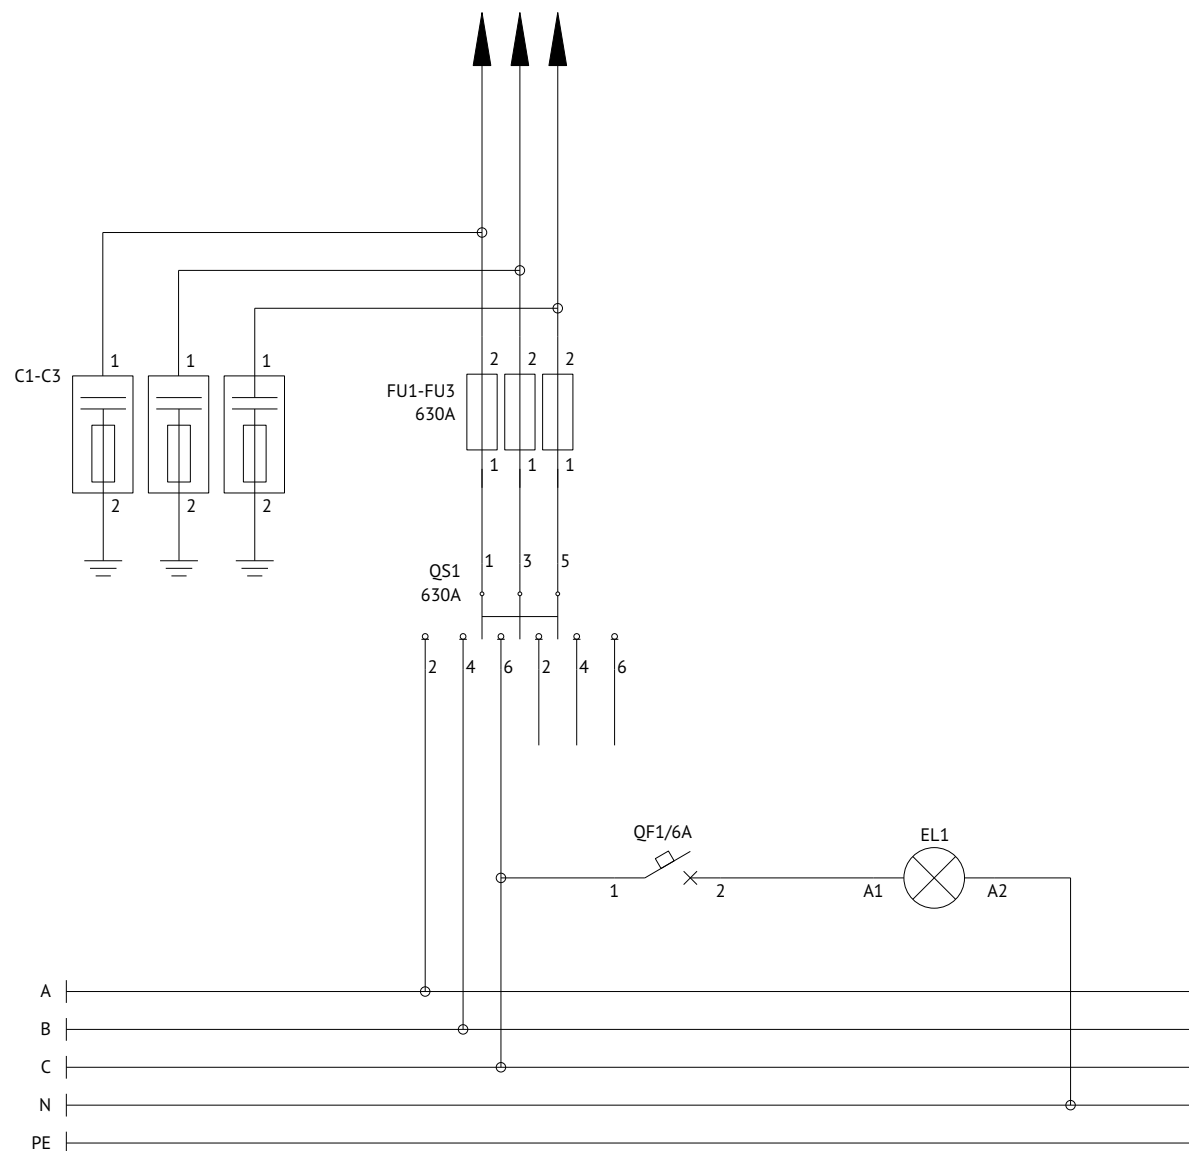 2 2 2
1 1 1
C1-C3
FU1-FU3
630A
1 1 1
2 2 2
1 3 5
QS1
630A
2 4 6 2 4 6
QF1/6A
EL1
1 2 A1 A2
A
B
C
N
PE